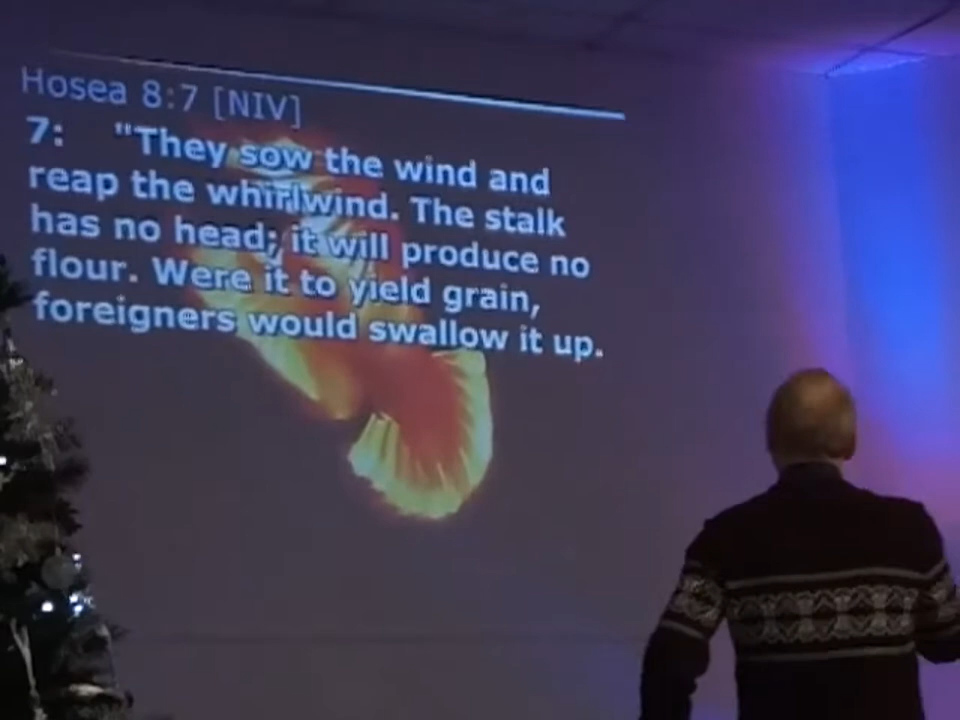 Hosea 8:7 [NIV]
7: "They sow the wind and
reap the whirlwind. The stalk
has no head; it will produce no
flour. Were it to yield grain,
foreigners would swallow it up.